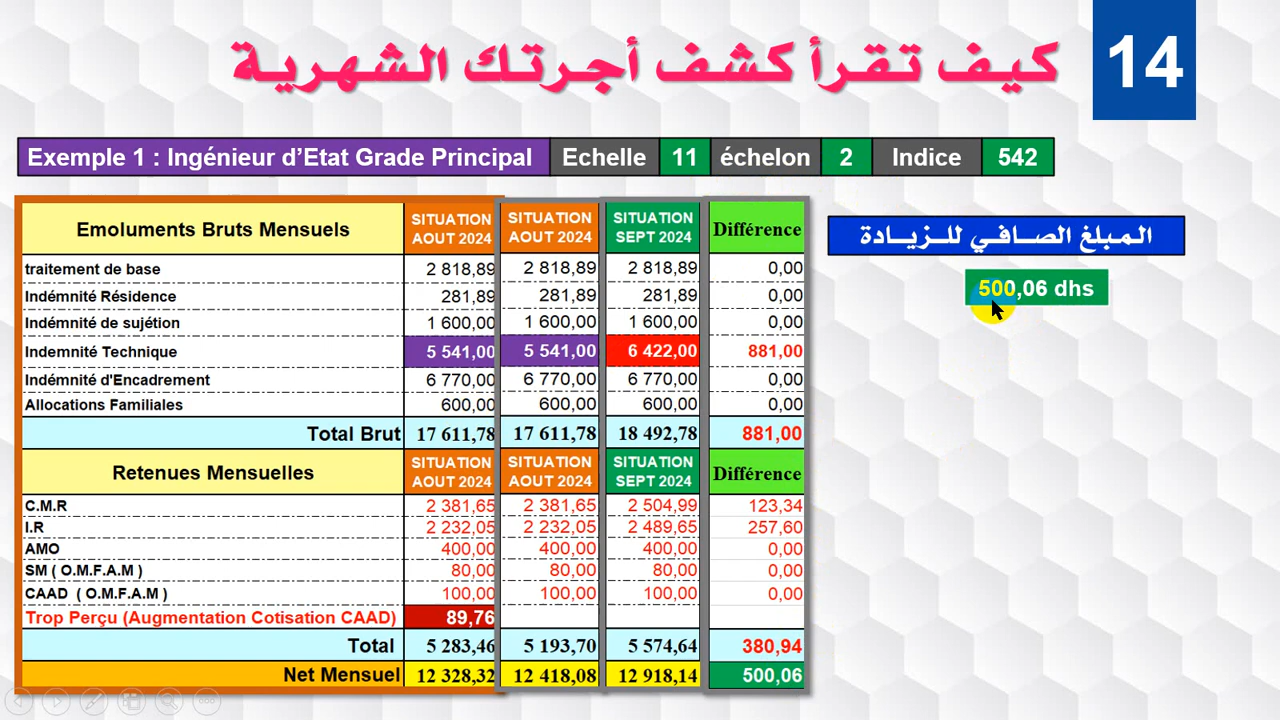 كيف تقرأ كشف أجرتك الشهرية
14
Exemple 1 : Ingénieur d'Etat Grade Principal Echelle 11 échelon 2 Indice 542
Emoluments Bruts Mensuels SITUATION AOUT 2024 SITUATION AOUT 2024 SITUATION SEPT 2024 Différence
traitement de base 2 818,89 2 818,89 2 818,89 0,00
Indémnité Résidence 281,89 281,89 281,89 0,00
Indémnité de sujétion 1 600,00 1 600,00 1 600,00 0,00
Indemnité Technique 5 541,00 5 541,00 6 422,00 881,00
Indémnité d'Encadrement 6 770,00 6 770,00 6 770,00 0,00
Allocations Familiales 600,00 600,00 600,00 0,00
Total Brut 17 611,78 17 611,78 18 492,78 881,00
Retenues Mensuelles SITUATION AOUT 2024 SITUATION AOUT 2024 SITUATION SEPT 2024 Différence
C.M.R 2 381,65 2 381,65 2 504,99 123,34
I.R 2 232,05 2 232,05 2 489,65 257,60
AMO 400,00 400,00 400,00 0,00
SM ( O.M.F.A.M ) 80,00 80,00 80,00 0,00
CAAD ( O.M.F.A.M ) 100,00 100,00 100,00 0,00
Trop Perçu (Augmentation Cotisation CAAD) 89,76
Total 5 283,46 5 193,70 5 574,64 380,94
Net Mensuel 12 328,32 12 418,08 12 918,14 500,06
المبلغ الصافي للزيادة
500,06 dhs